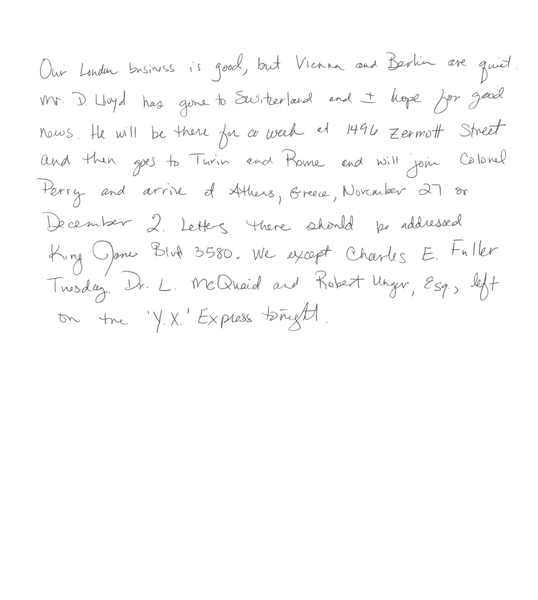 Our London business is good, but Vienna and Berlin are quiet.
Mr. D Lloyd has gone to Switzerland and I hope for good
news. He will be there for a week at 1496 Zermott Street
and then goes to Turin and Rome and will join Colonel
Perry and arrive at Athens, Greece, November 27 or
December 2. Letters there should be addressed
King James Blvd 3580. We except Charles E. Fuller
Tuesday. Dr. L. McQuaid and Robert Unger, Esq., left
on the 'Y.X.' Express tonight.